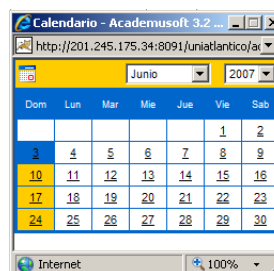 Calendario - Academusoft 3.2 ...
http://201.245.175.34:8091/uniatlantico/ac
Junio 2007
Dom Lun Mar Mie Jue Vie Sab
1 2
3 4 5 6 7 8 9
10 11 12 13 14 15 16
17 18 19 20 21 22 23
24 25 26 27 28 29 30
Internet 100%